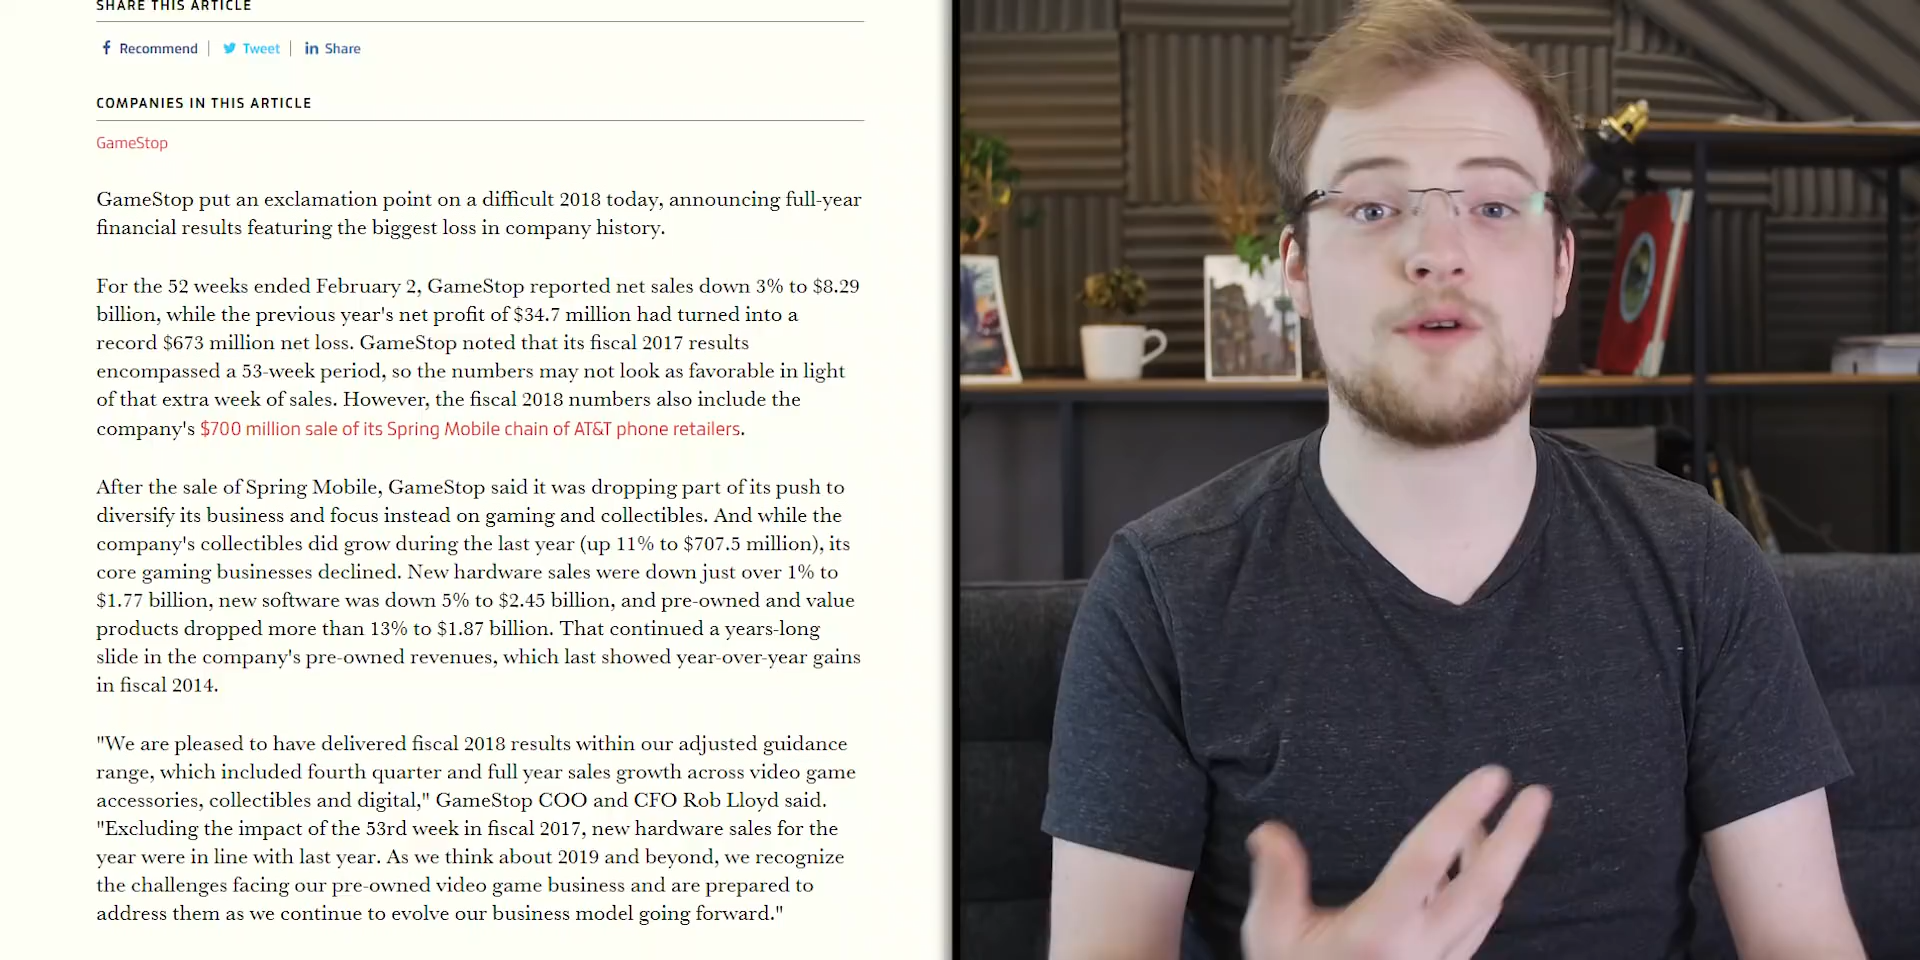 SHARE THIS ARTICLE
Recommend
Tweet
in Share
COMPANIES IN THIS ARTICLE
GameStop
GameStop put an exclamation point on a difficult 2018 today, announcing full-year
financial results featuring the biggest loss in company history.
For the 52 weeks ended February 2, GameStop reported net sales down 3% to $8.29
billion, while the previous year's net profit of $34.7 million had turned into a
record $673 million net loss. GameStop noted that its fiscal 2017 results
encompassed a 53-week period, so the numbers may not look as favorable in light
of that extra week of sales. However, the fiscal 2018 numbers also include the
company's $700 million sale of its Spring Mobile chain of AT&T phone retailers.
After the sale of Spring Mobile, GameStop said it was dropping part of its push to
diversify its business and focus instead on gaming and collectibles. And while the
company's collectibles did grow during the last year (up 11% to $707.5 million), its
core gaming businesses declined. New hardware sales were down just over 1% to
$1.77 billion, new software was down 5% to $2.45 billion, and pre-owned and value
products dropped more than 13% to $1.87 billion. That continued a years-long
slide in the company's pre-owned revenues, which last showed year-over-year gains
in fiscal 2014.
"We are pleased to have delivered fiscal 2018 results within our adjusted guidance
range, which included fourth quarter and full year sales growth across video game
accessories, collectibles and digital," GameStop COO and CFO Rob Lloyd said.
"Excluding the impact of the 53rd week in fiscal 2017, new hardware sales for the
year were in line with last year. As we think about 2019 and beyond, we recognize
the challenges facing our pre-owned video game business and are prepared to
address them as we continue to evolve our business model going forward."